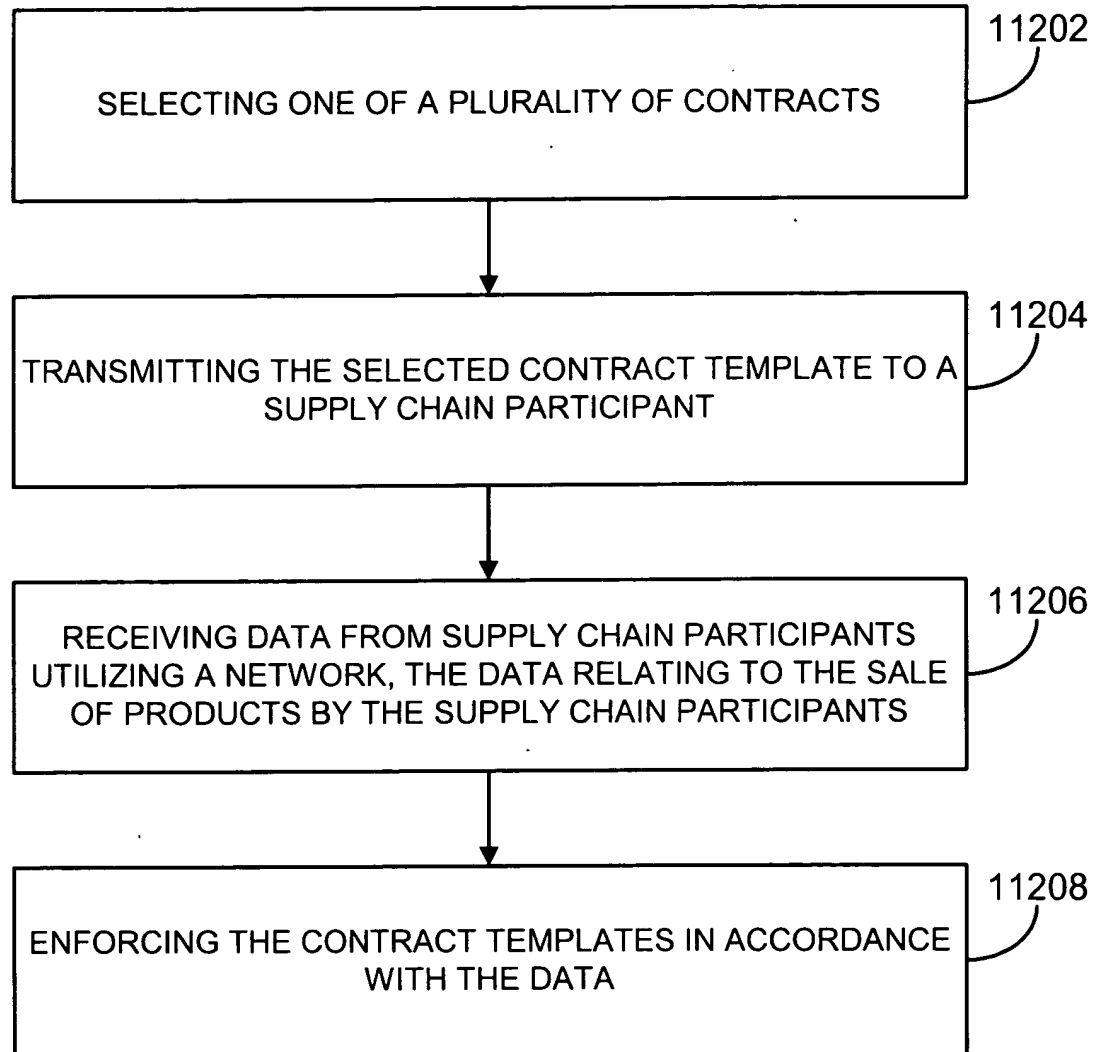 11202
SELECTING ONE OF A PLURALITY OF CONTRACTS
11204
TRANSMITTING THE SELECTED CONTRACT TEMPLATE TO A
SUPPLY CHAIN PARTICIPANT
11206
RECEIVING DATA FROM SUPPLY CHAIN PARTICIPANTS
UTILIZING A NETWORK, THE DATA RELATING TO THE SALE
OF PRODUCTS BY THE SUPPLY CHAIN PARTICIPANTS
11208
ENFORCING THE CONTRACT TEMPLATES IN ACCORDANCE
WITH THE DATA